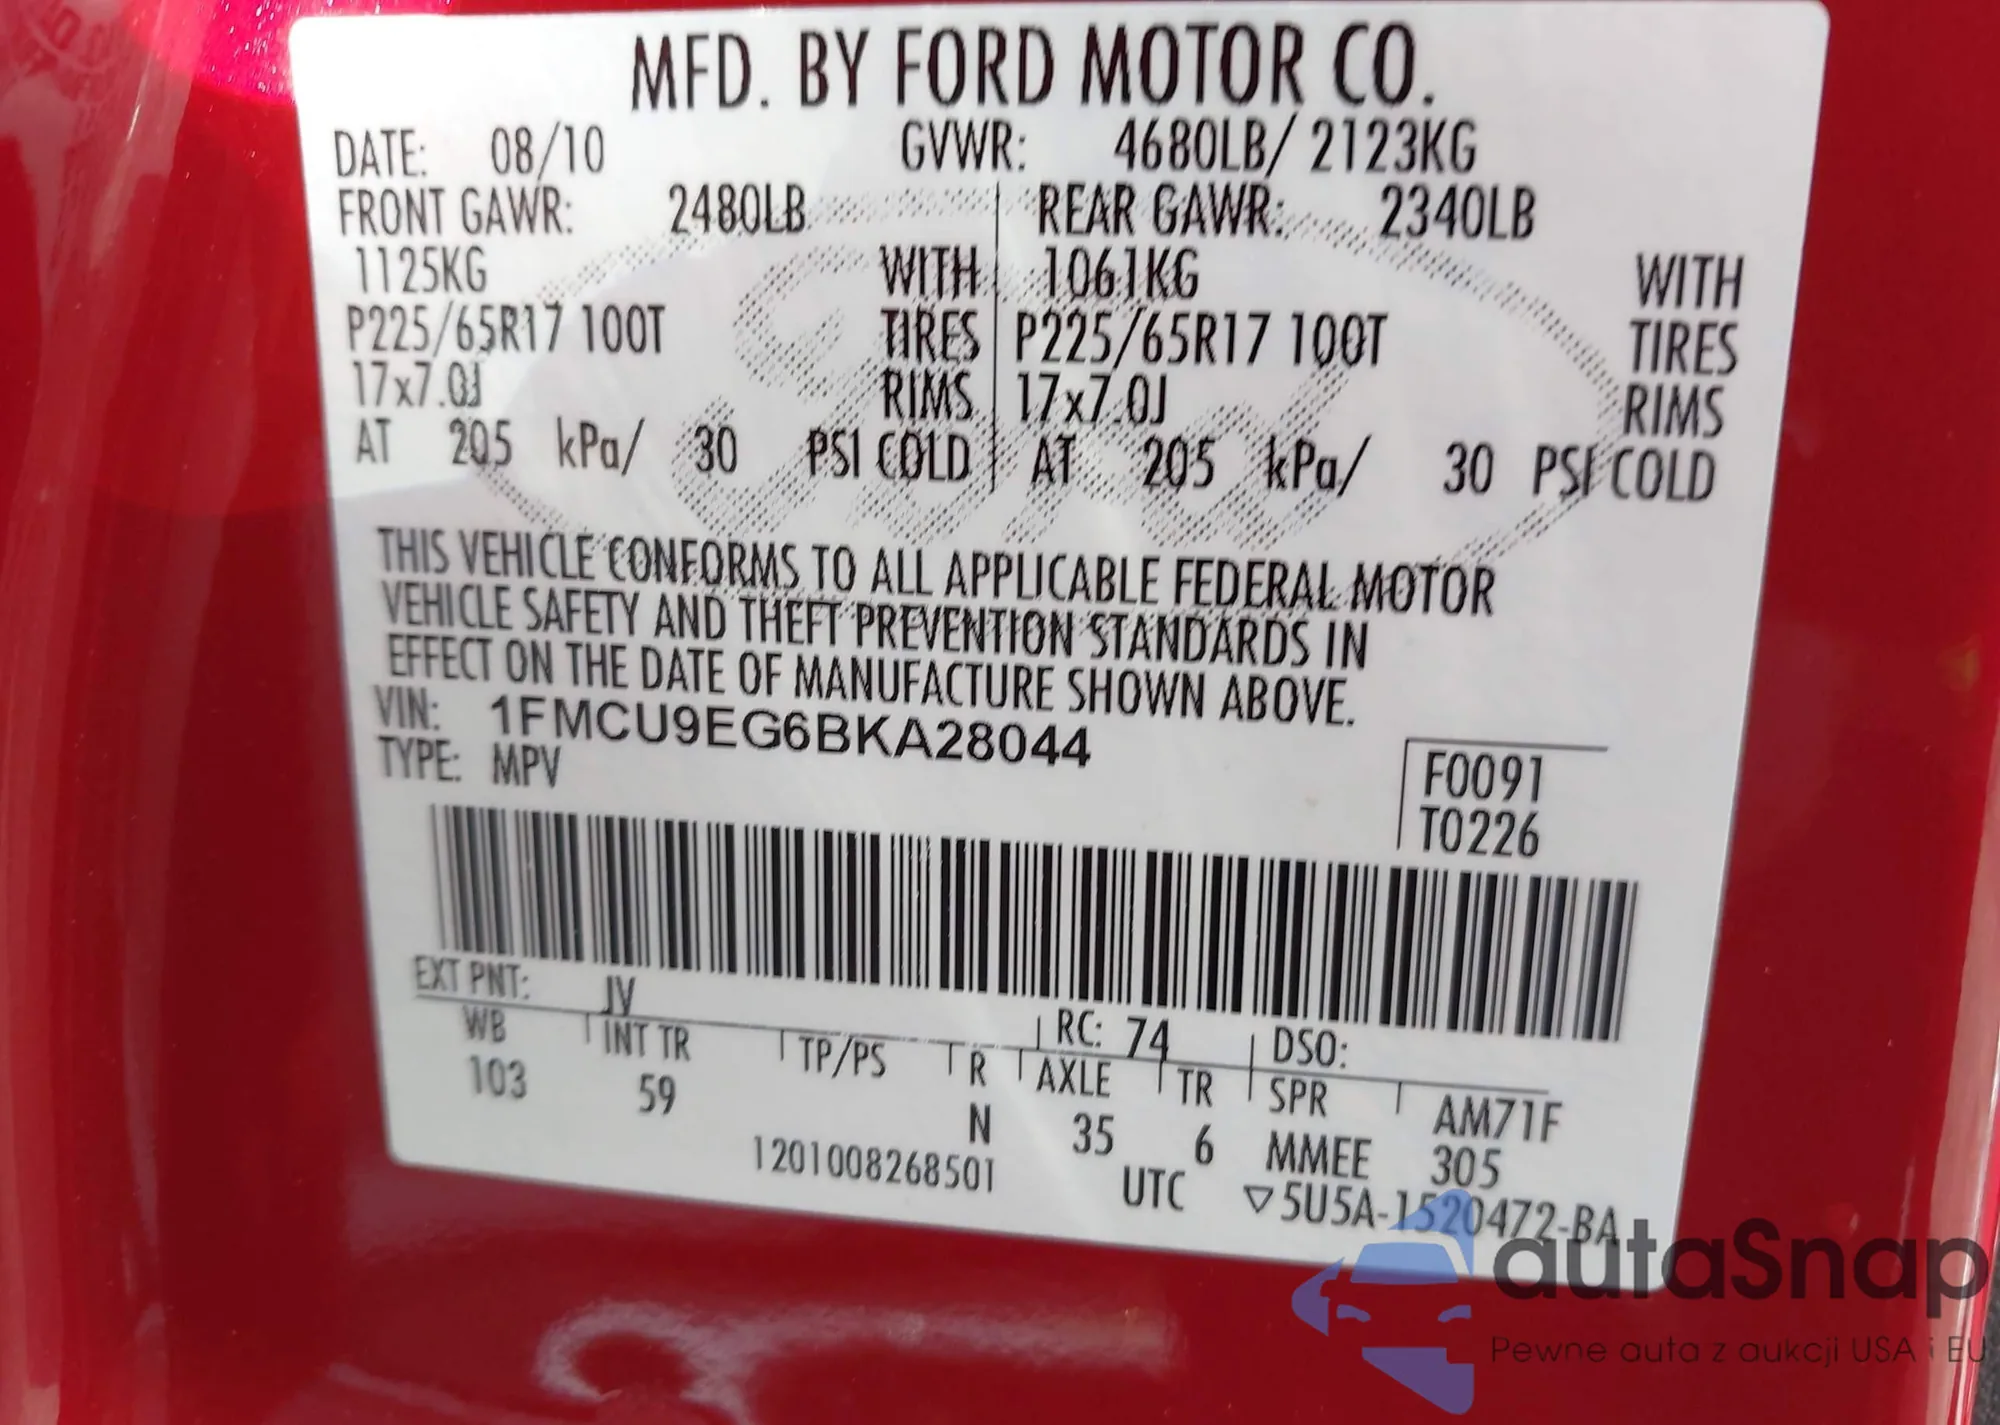 MFD. BY FORD MOTOR CO.
DATE: 08/10 GVWR: 4680LB/ 2123KG
FRONT GAWR: 2480LB REAR GAWR: 2340LB
1125KG WITH 1061KG WITH
P225/65R17 100T TIRES P225/65R17 100T TIRES
17x7.0J RIMS 17x7.0J RIMS
AT 205 kPa/ 30 PSI COLD AT 205 kPa/ 30 PSI COLD
THIS VEHICLE CONFORMS TO ALL APPLICABLE FEDERAL MOTOR
VEHICLE SAFETY AND THEFT PREVENTION STANDARDS IN
EFFECT ON THE DATE OF MANUFACTURE SHOWN ABOVE.
VIN: 1FMCU9EG6BKA28044
TYPE: MPV
F0091
T0226
EXT PNT: JV RC: 74 DSO:
WB INT TR TP/PS R AXLE TR SPR AM71F
103 59 N 35 6 MMEE 305
1201008268501 UTC ▽5U5A-1520472-BA
autaSnap
Pewne auta z aukcji USA i EU